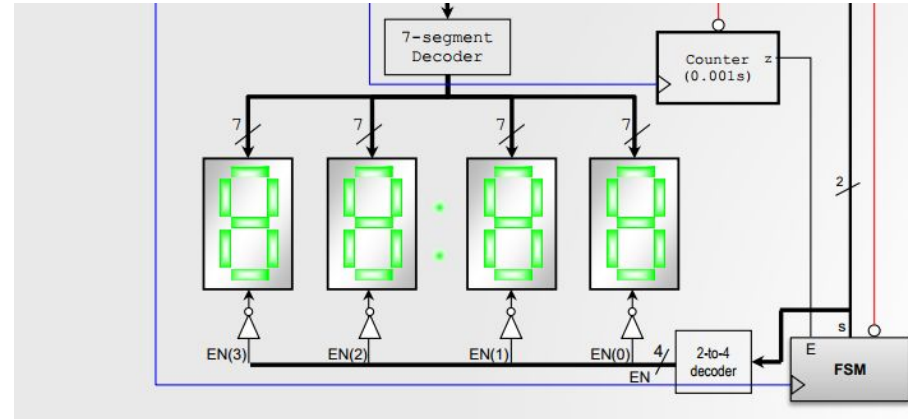 7-segment
Decoder
Counter
(0.001s)
z
7
7
7
7
2
EN(3)
EN(2)
EN(1)
EN(0)
4
EN
2-to-4
decoder
s
E
FSM